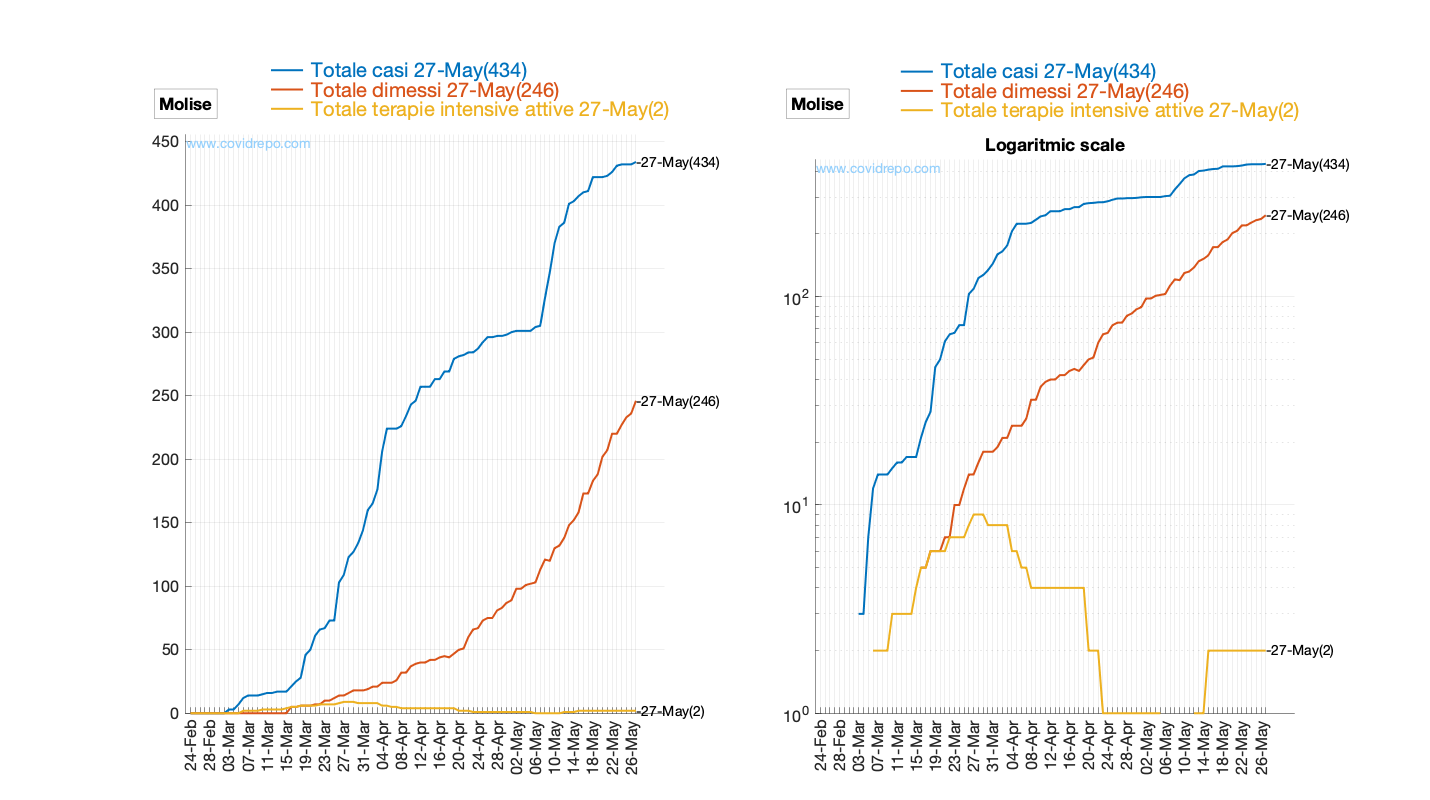 Totale casi 27-May(434)
Totale dimessi 27-May(246)
Totale terapie intensive attive 27-May(2)
Molise
www.covidrepo.com
450
400
350
300
250
200
150
100
50
0
-27-May(434)
-27-May(246)
-27-May(2)
24-Feb
28-Feb
03-Mar
07-Mar
11-Mar
15-Mar
19-Mar
23-Mar
27-Mar
31-Mar
04-Apr
08-Apr
12-Apr
16-Apr
20-Apr
24-Apr
28-Apr
02-May
06-May
10-May
14-May
18-May
22-May
26-May
Totale casi 27-May(434)
Totale dimessi 27-May(246)
Totale terapie intensive attive 27-May(2)
Molise
Logaritmic scale
www.covidrepo.com
10^2
10^1
10^0
-27-May(434)
-27-May(246)
-27-May(2)
24-Feb
28-Feb
03-Mar
07-Mar
11-Mar
15-Mar
19-Mar
23-Mar
27-Mar
31-Mar
04-Apr
08-Apr
12-Apr
16-Apr
20-Apr
24-Apr
28-Apr
02-May
06-May
10-May
14-May
18-May
22-May
26-May